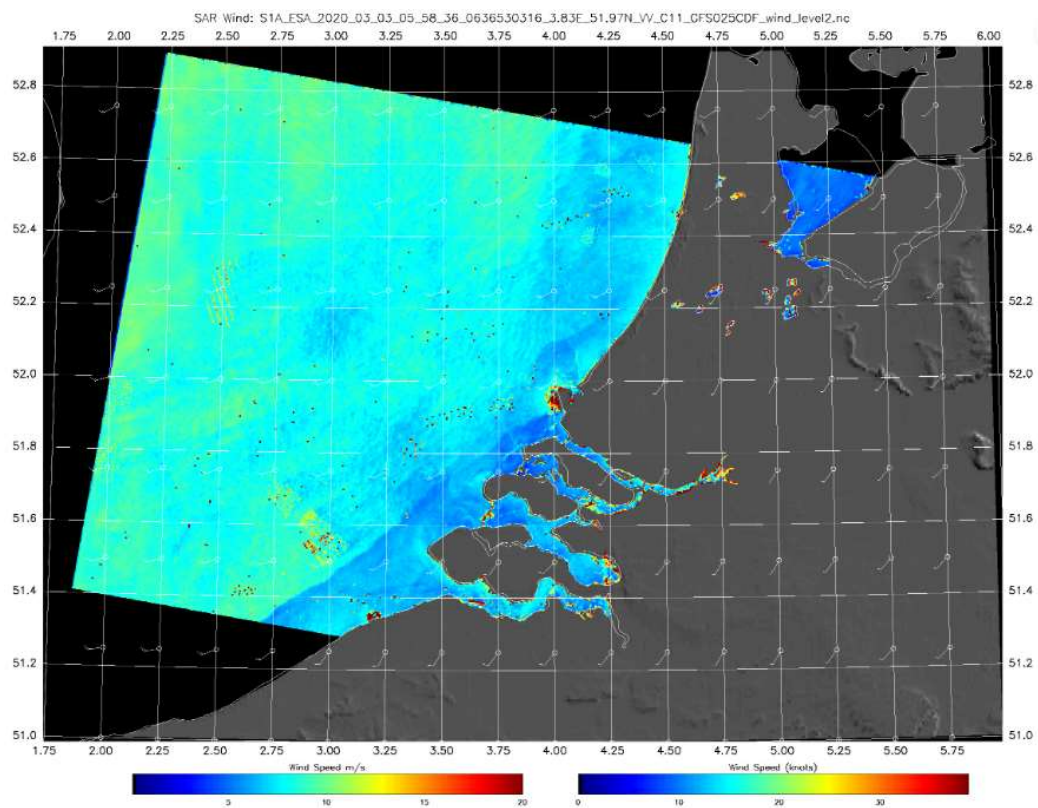 SAR Wind: S1A_ESA_2020_03_03_05_58_36_0636530316_3.83E_51.97N_VV_C11_GFS025CDF_wind_level2.nc
1.75 2.00 2.25 2.50 2.75 3.00 3.25 3.50 3.75 4.00 4.25 4.50 4.75 5.00 5.25 5.50 5.75 6.00
52.8 52.8
52.6 52.6
52.4 52.4
52.2 52.2
52.0 52.0
51.8 51.8
51.6 51.6
51.4 51.4
51.2 51.2
51.0 51.0
1.75 2.00 2.25 2.50 2.75 3.00 3.25 3.50 3.75 4.00 4.25 4.50 4.75 5.00 5.25 5.50 5.75
Wind Speed m/s Wind Speed (knots)
5 10 15 20 0 10 20 30